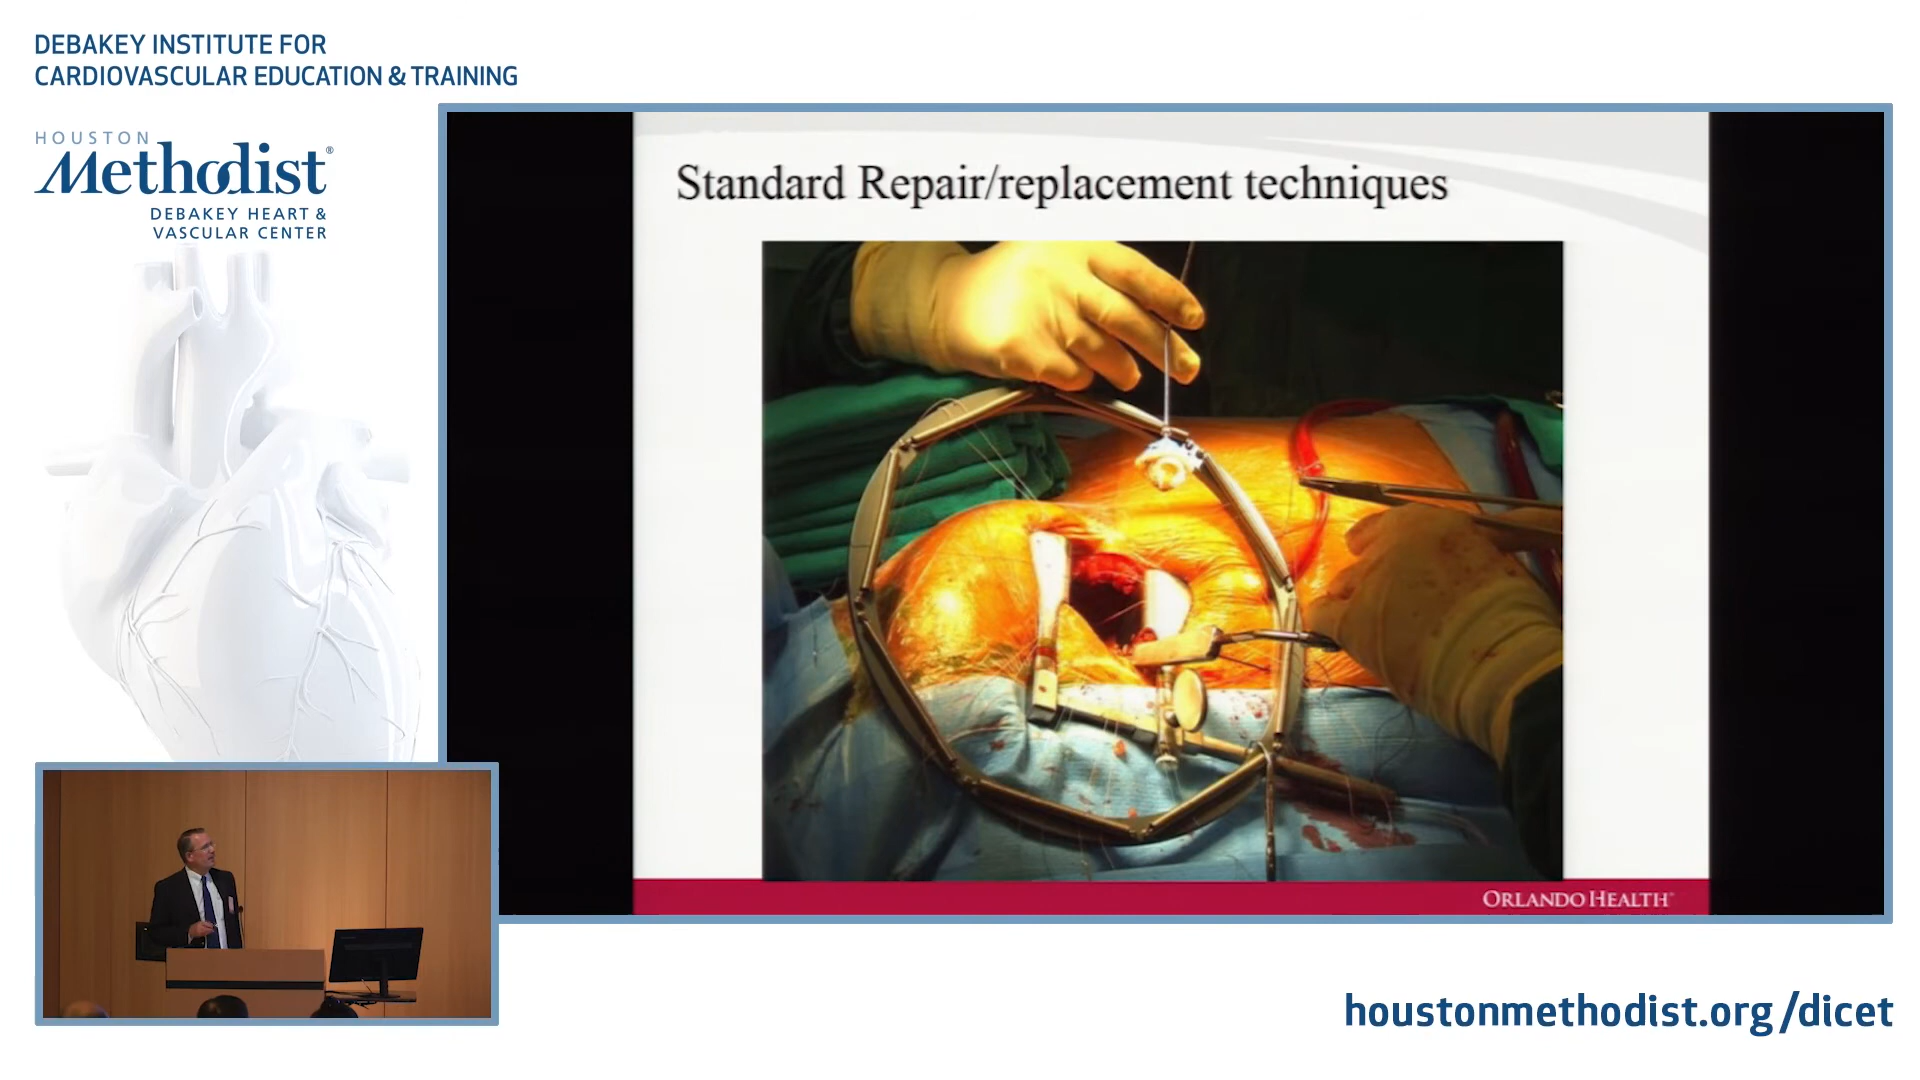 DEBAKEY INSTITUTE FOR
CARDIOVASCULAR EDUCATION & TRAINING
HOUSTON
Methodist®
DEBAKEY HEART &
VASCULAR CENTER
Standard Repair/replacement techniques
ORLANDO HEALTH®
houstonmethodist.org/dicet